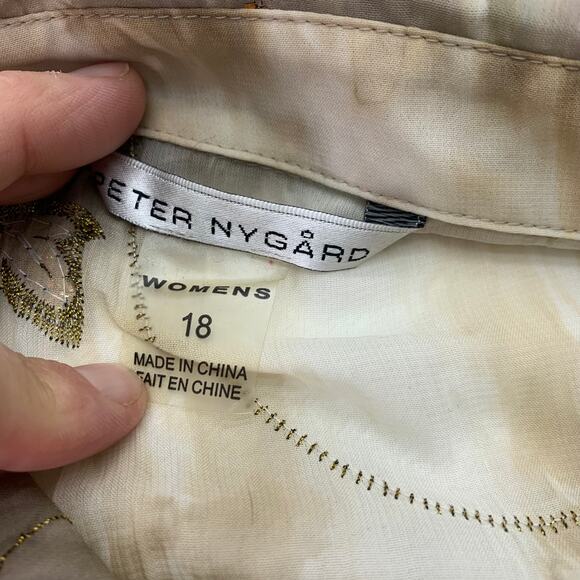 PETER NYGÅRD
WOMENS
18
MADE IN CHINA
FAIT EN CHINE